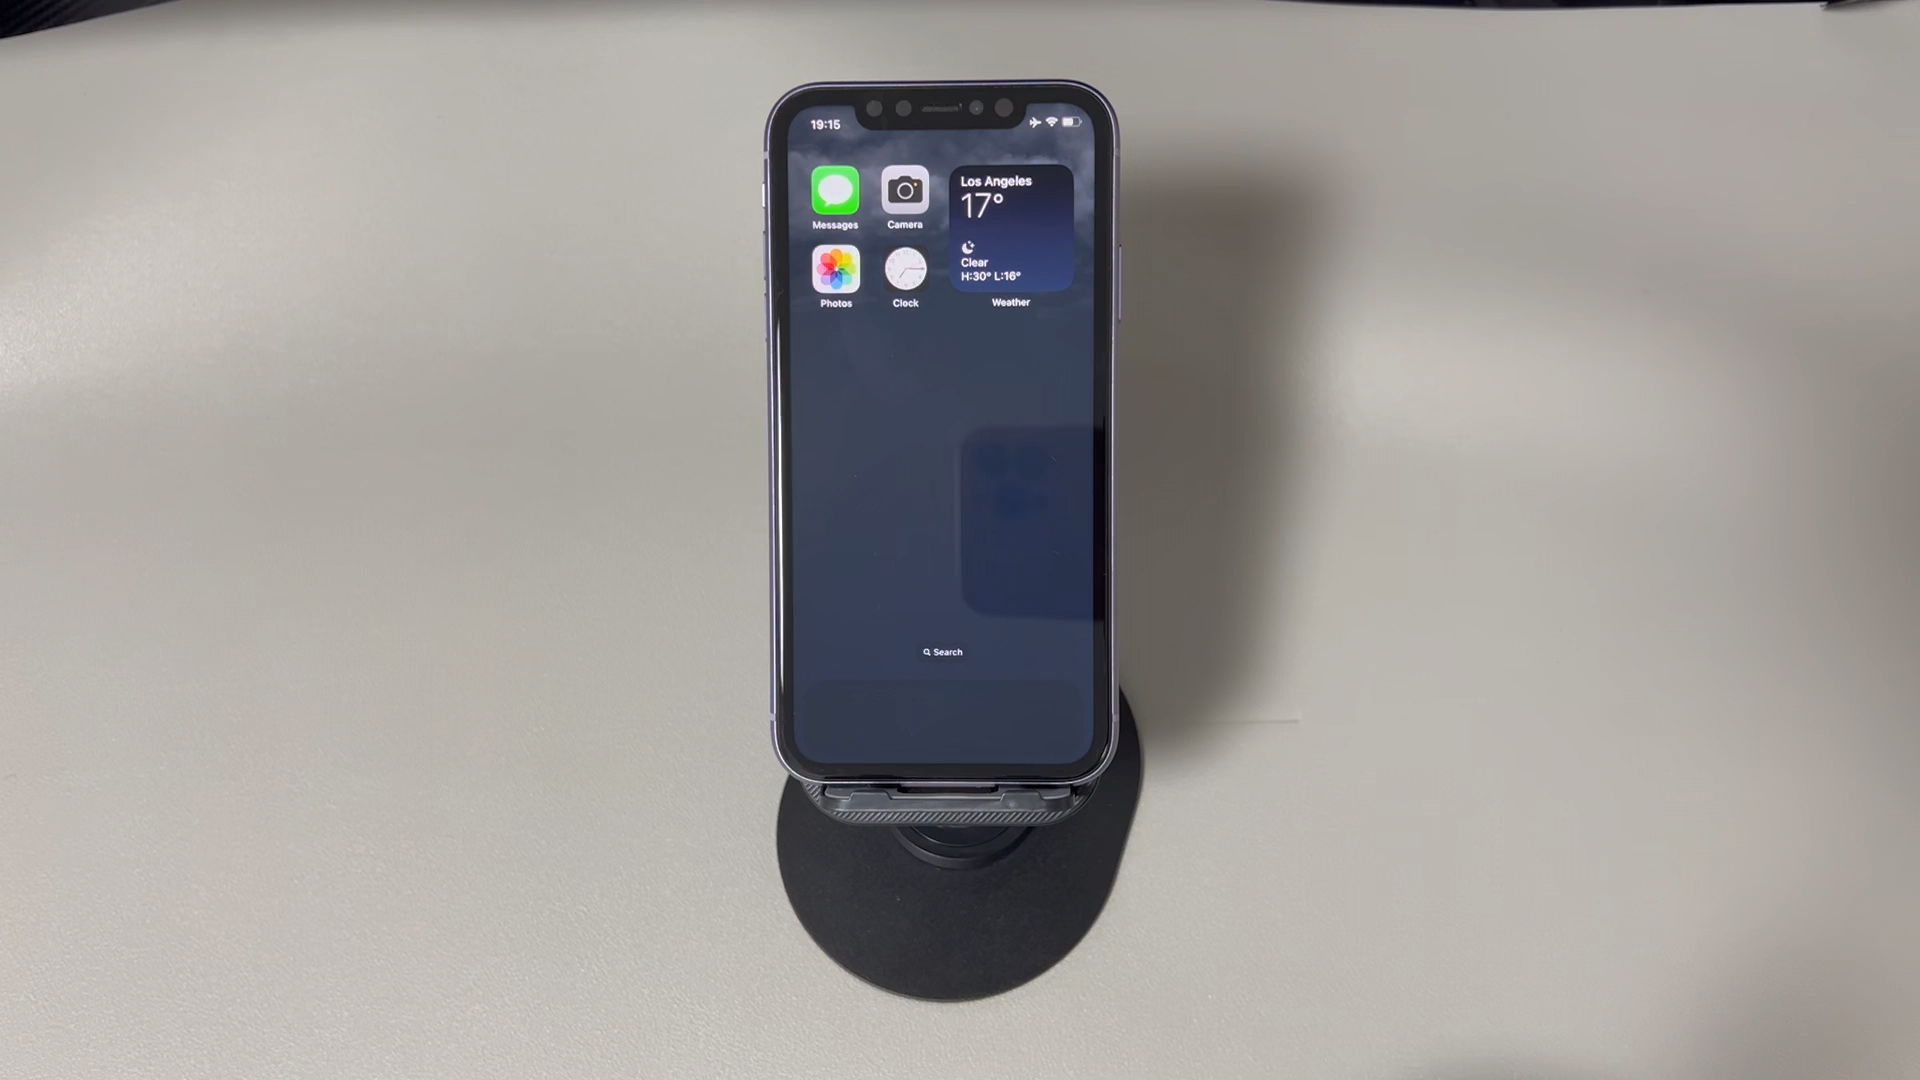 19:15
Messages
Camera
Photos
Clock
Los Angeles
17°
Clear
H:30° L:16°
Weather
Search